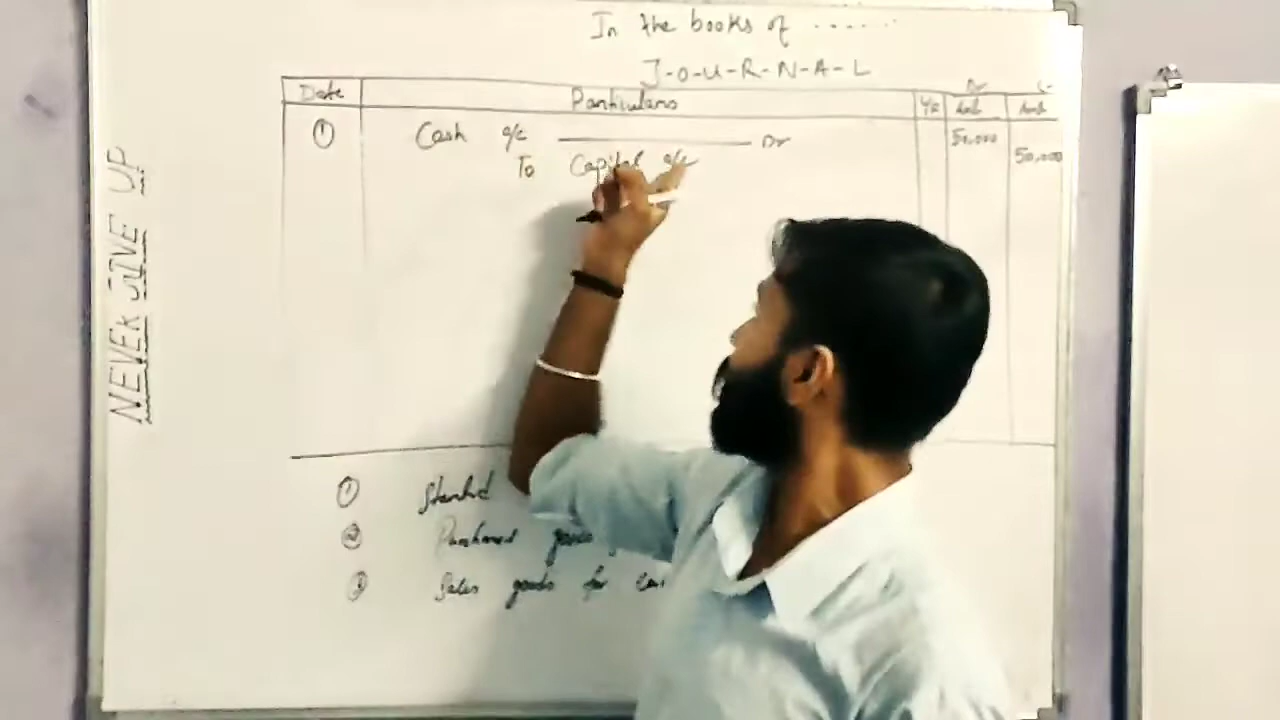 In the books of ........
J-O-U-R-N-A-L
Dr
Date Particulars Amt Amt
① Cash a/c Dr 50,000
To Capital a/c 50,000
① Started
② Purchased goods
③ Sales goods for
NEVER GIVE UP